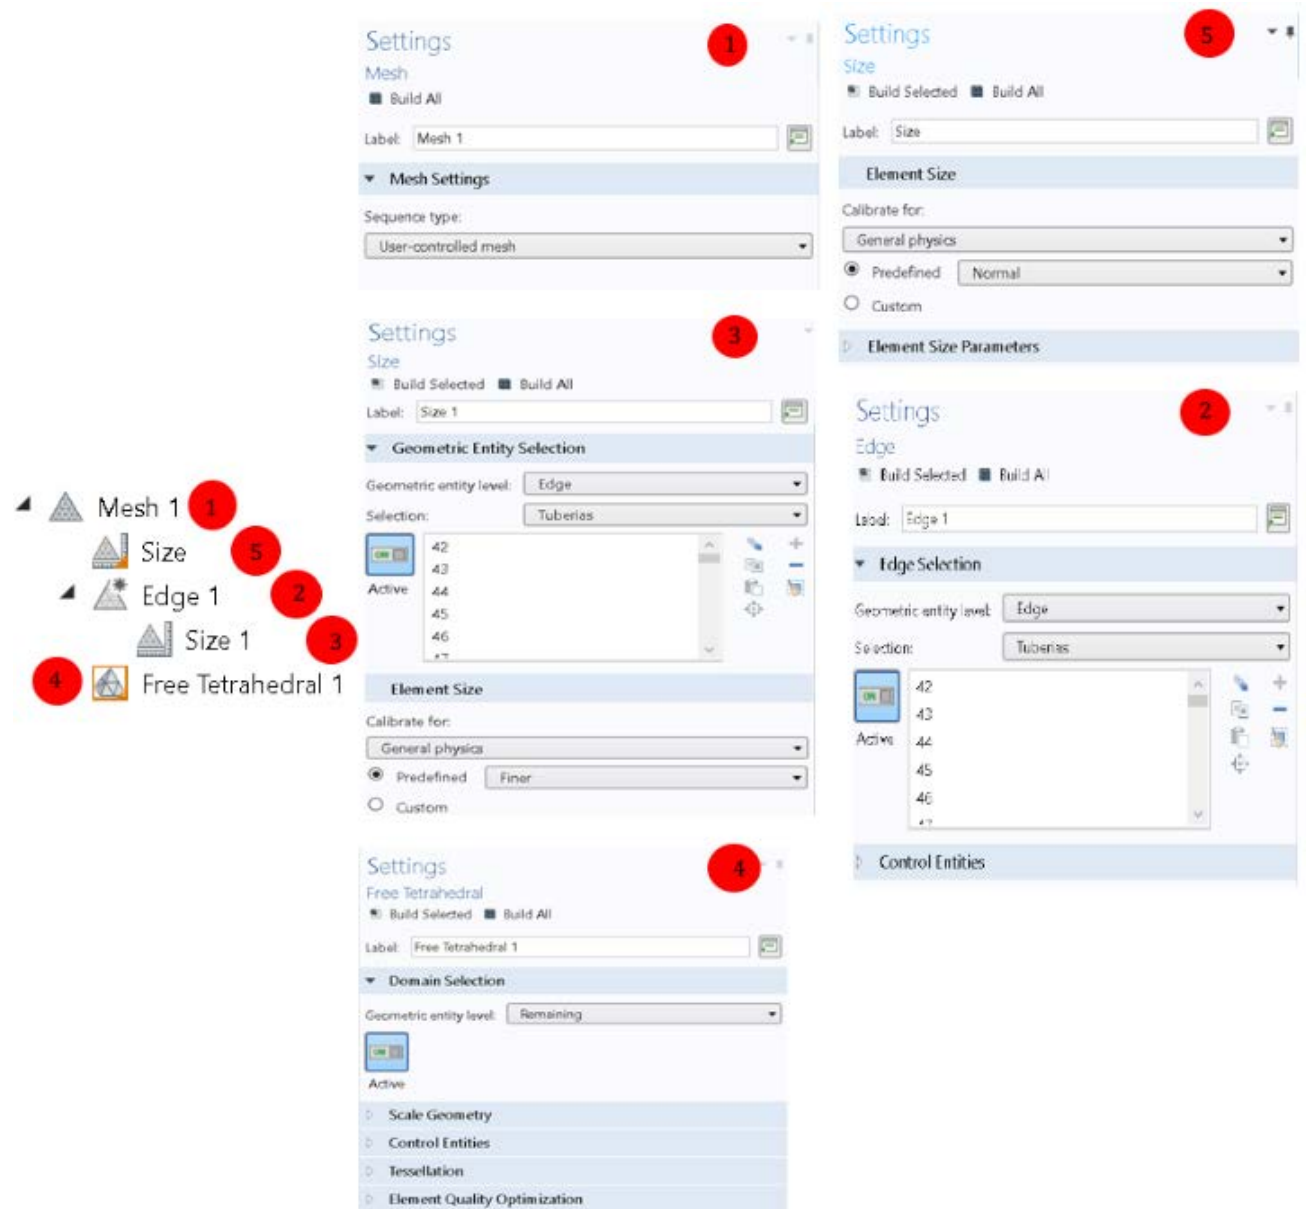 Mesh 1 1
Size 5
Edge 1 2
Size 1 3
4 Free Tetrahedral 1
Settings 1
Mesh
Build All
Label: Mesh 1
Mesh Settings
Sequence type:
User-controlled mesh
Settings 3
Size
Build Selected Build All
Label: Size 1
Geometric Entity Selection
Geometric entity level: Edge
Selection: Tuberias
ON
42
43
Active 44
45
46
47
Element Size
Calibrate for:
General physics
Predefined Finer
Custom
Settings 4
Free Tetrahedral
Build Selected Build All
Label: Free Tetrahedral 1
Domain Selection
Geometric entity level: Remaining
ON
Active
Scale Geometry
Control Entities
Tessellation
Element Quality Optimization
Settings 5
Size
Build Selected Build All
Label: Size
Element Size
Calibrate for:
General physics
Predefined Normal
Custom
Element Size Parameters
Settings 2
Edge
Build Selected Build All
Label: Edge 1
Edge Selection
Geometric entity level: Edge
Selection: Tuberias
ON
42
43
Active 44
45
46
47
Control Entities